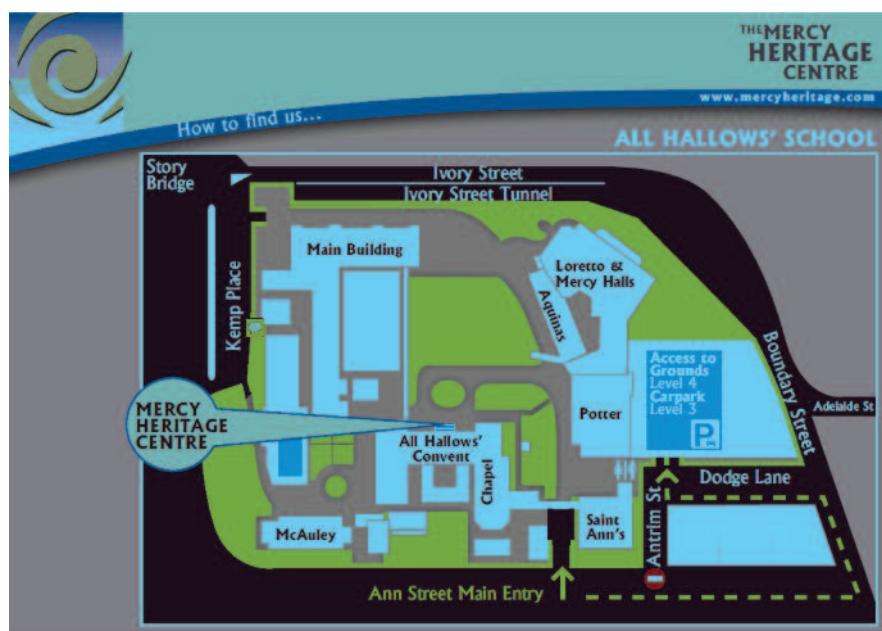 THE MERCY
HERITAGE
CENTRE
www.mercyheritage.com
How to find us...
ALL HALLOWS' SCHOOL
Story
Bridge
Ivory Street
Ivory Street Tunnel
Main Building
Loretto &
Mercy Halls
Aquinas
Kemp Place
Boundary Street
Access to
Grounds
Level 4
Carpark
Level 3
P
Adelaide St
MERCY
HERITAGE
CENTRE
Potter
All Hallows'
Convent
Chapel
Dodge Lane
Antrim St
Saint
Ann's
McAuley
Ann Street Main Entry